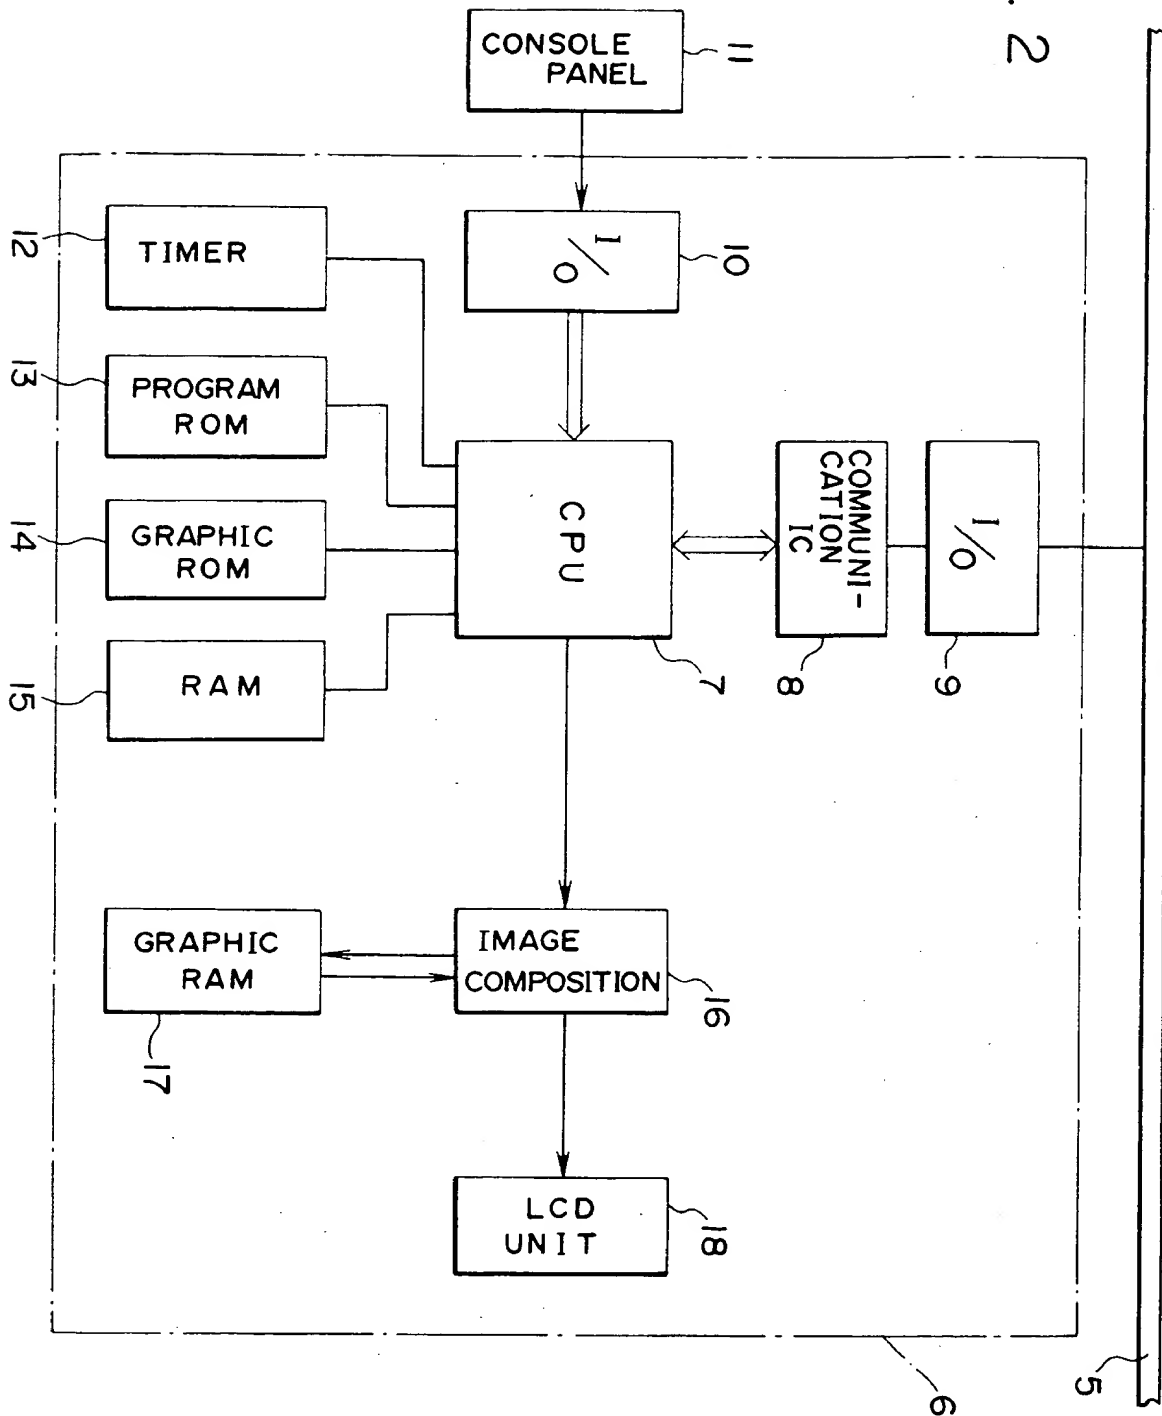 . 2
CONSOLE
PANEL
11
I/O
10
TIMER
12
PROGRAM
ROM
13
GRAPHIC
ROM
14
RAM
15
CPU
7
COMMUNI-
CATION
IC
8
I/O
9
IMAGE
COMPOSITION
16
GRAPHIC
RAM
17
LCD
UNIT
18
6
5